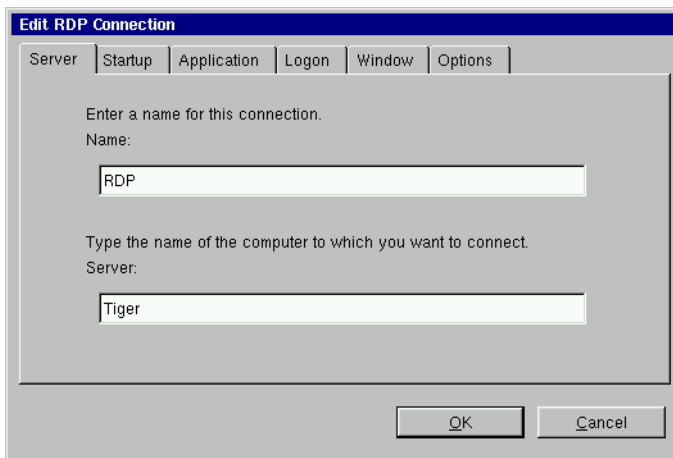 Edit RDP Connection
Server Startup Application Logon Window Options
Enter a name for this connection.
Name:
RDP
Type the name of the computer to which you want to connect.
Server:
Tiger
OK Cancel